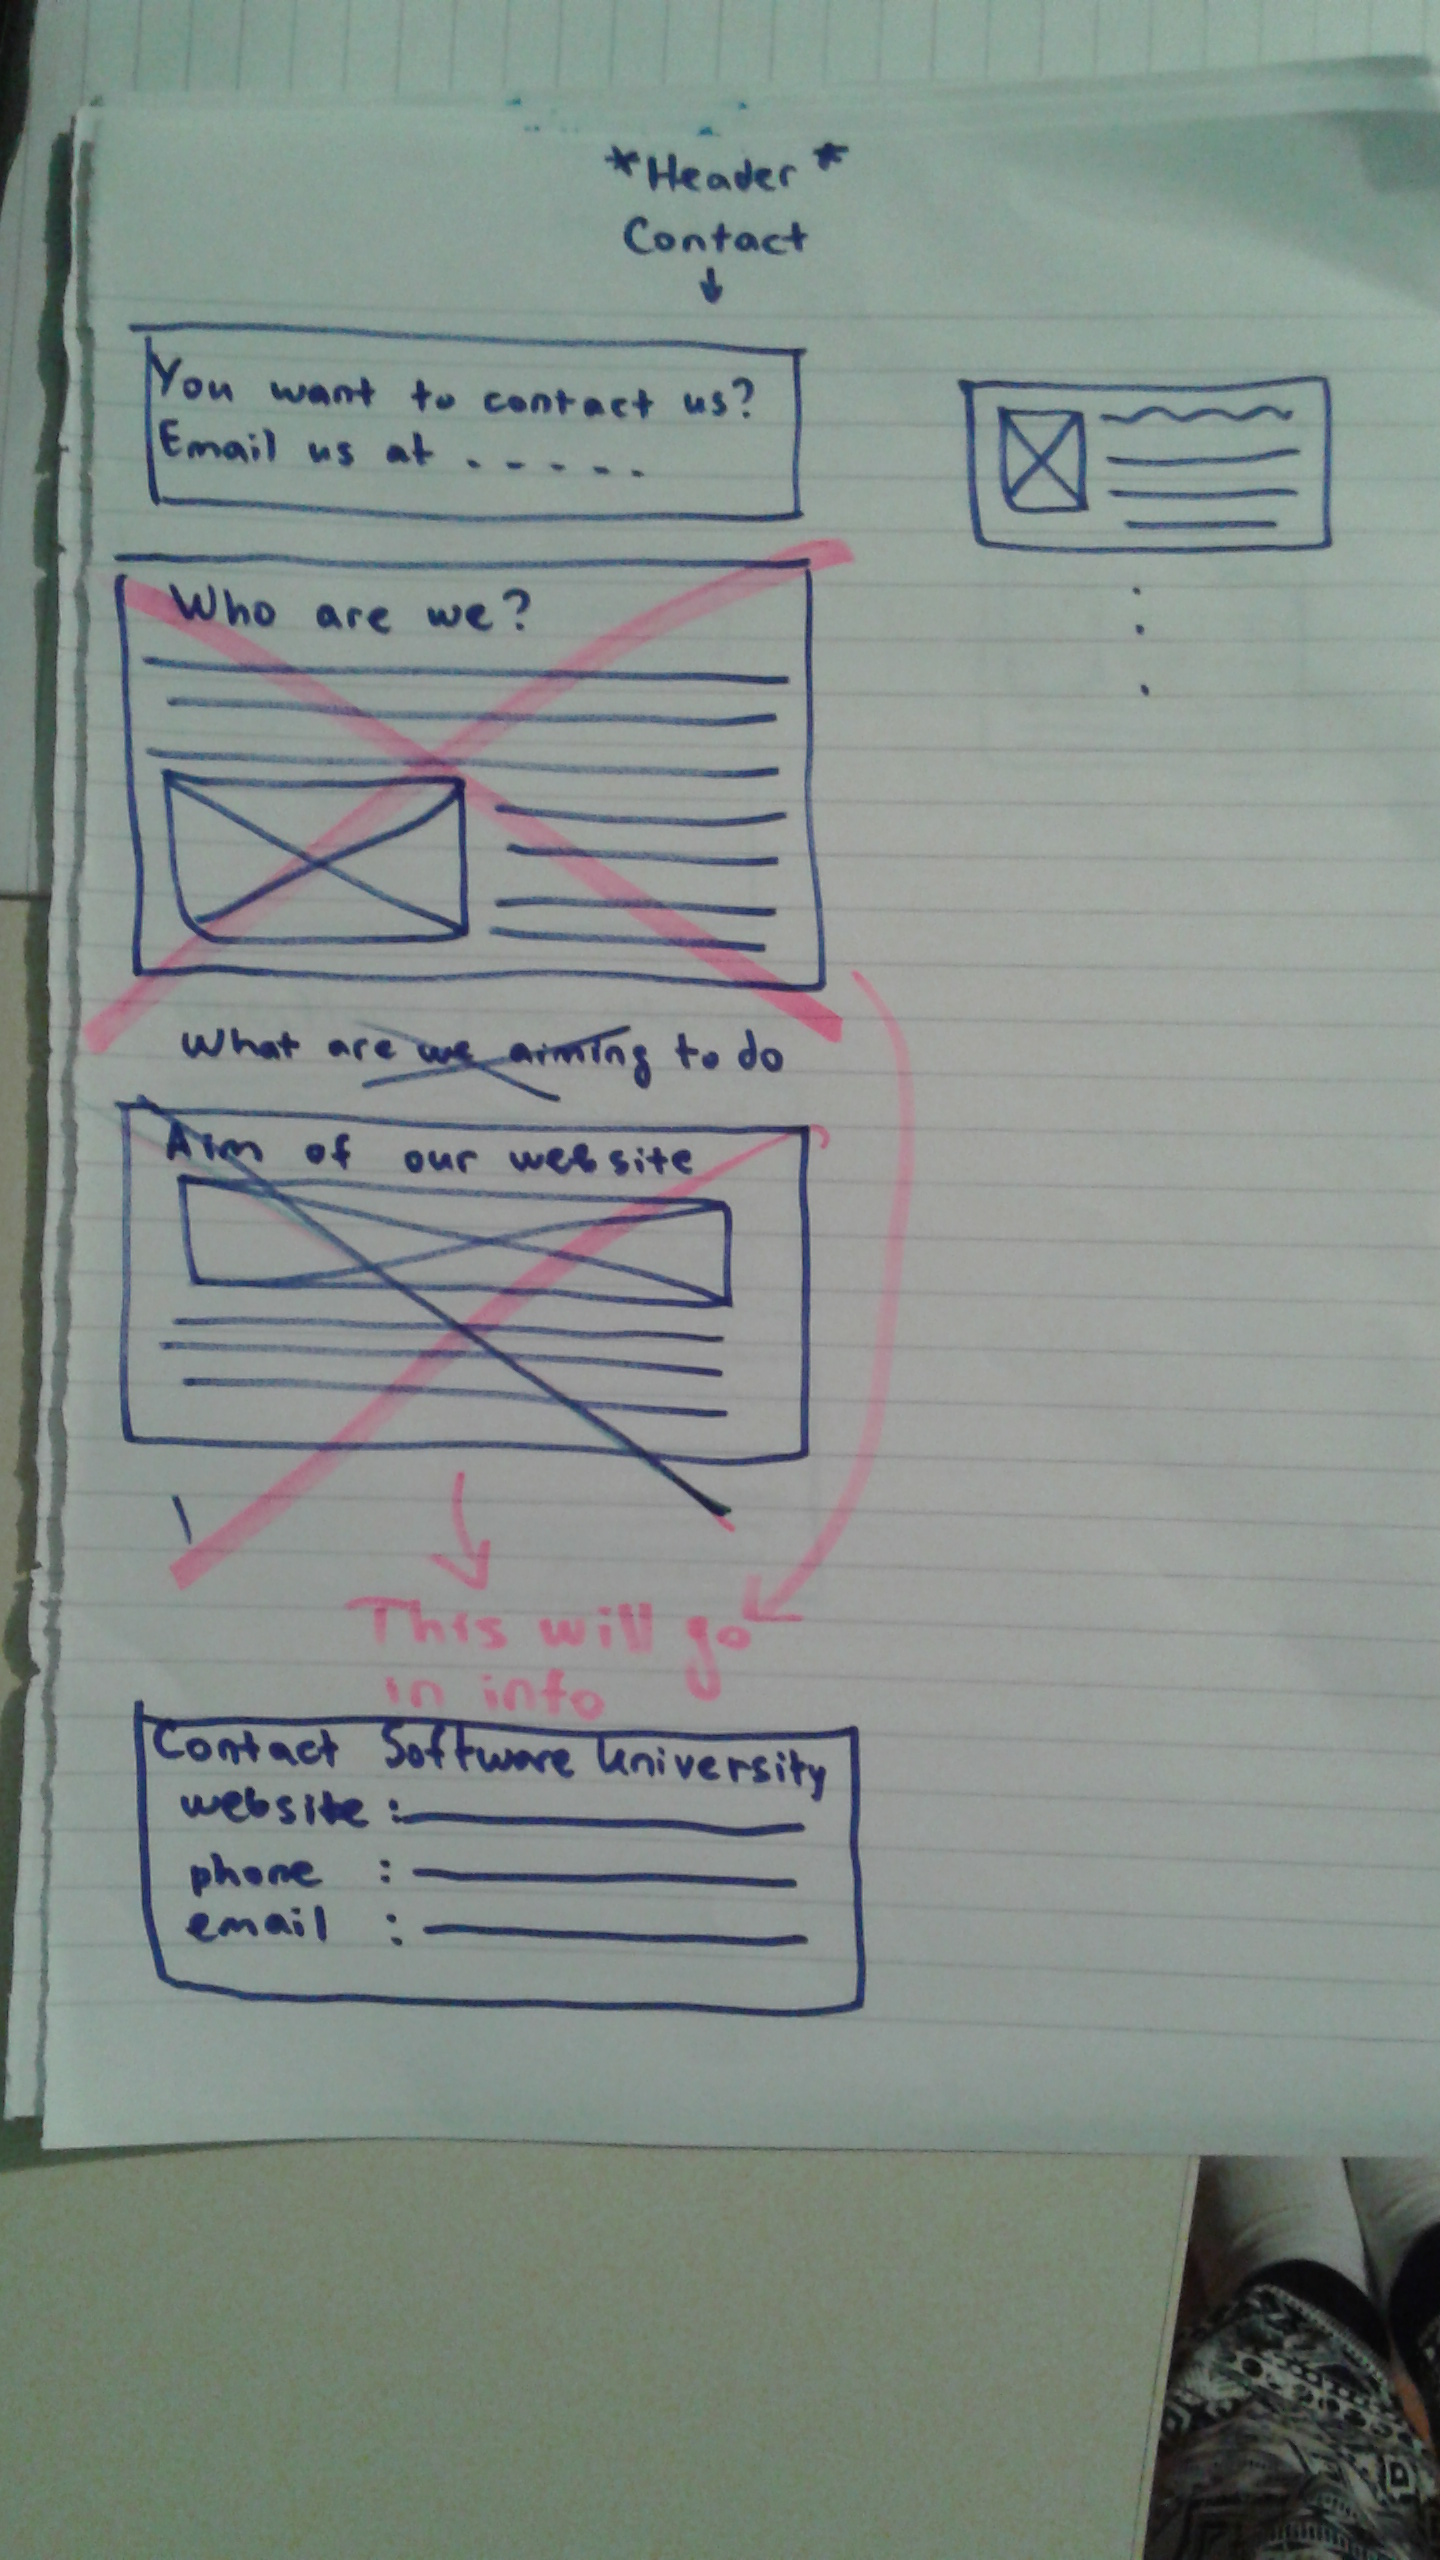 *Header*
Contact
You want to contact us?
Email us at . - - . .
Who are we?
What are we aiming to do
Aim of our website
This will go
in info
Contact Software University
website :
phone :
email :